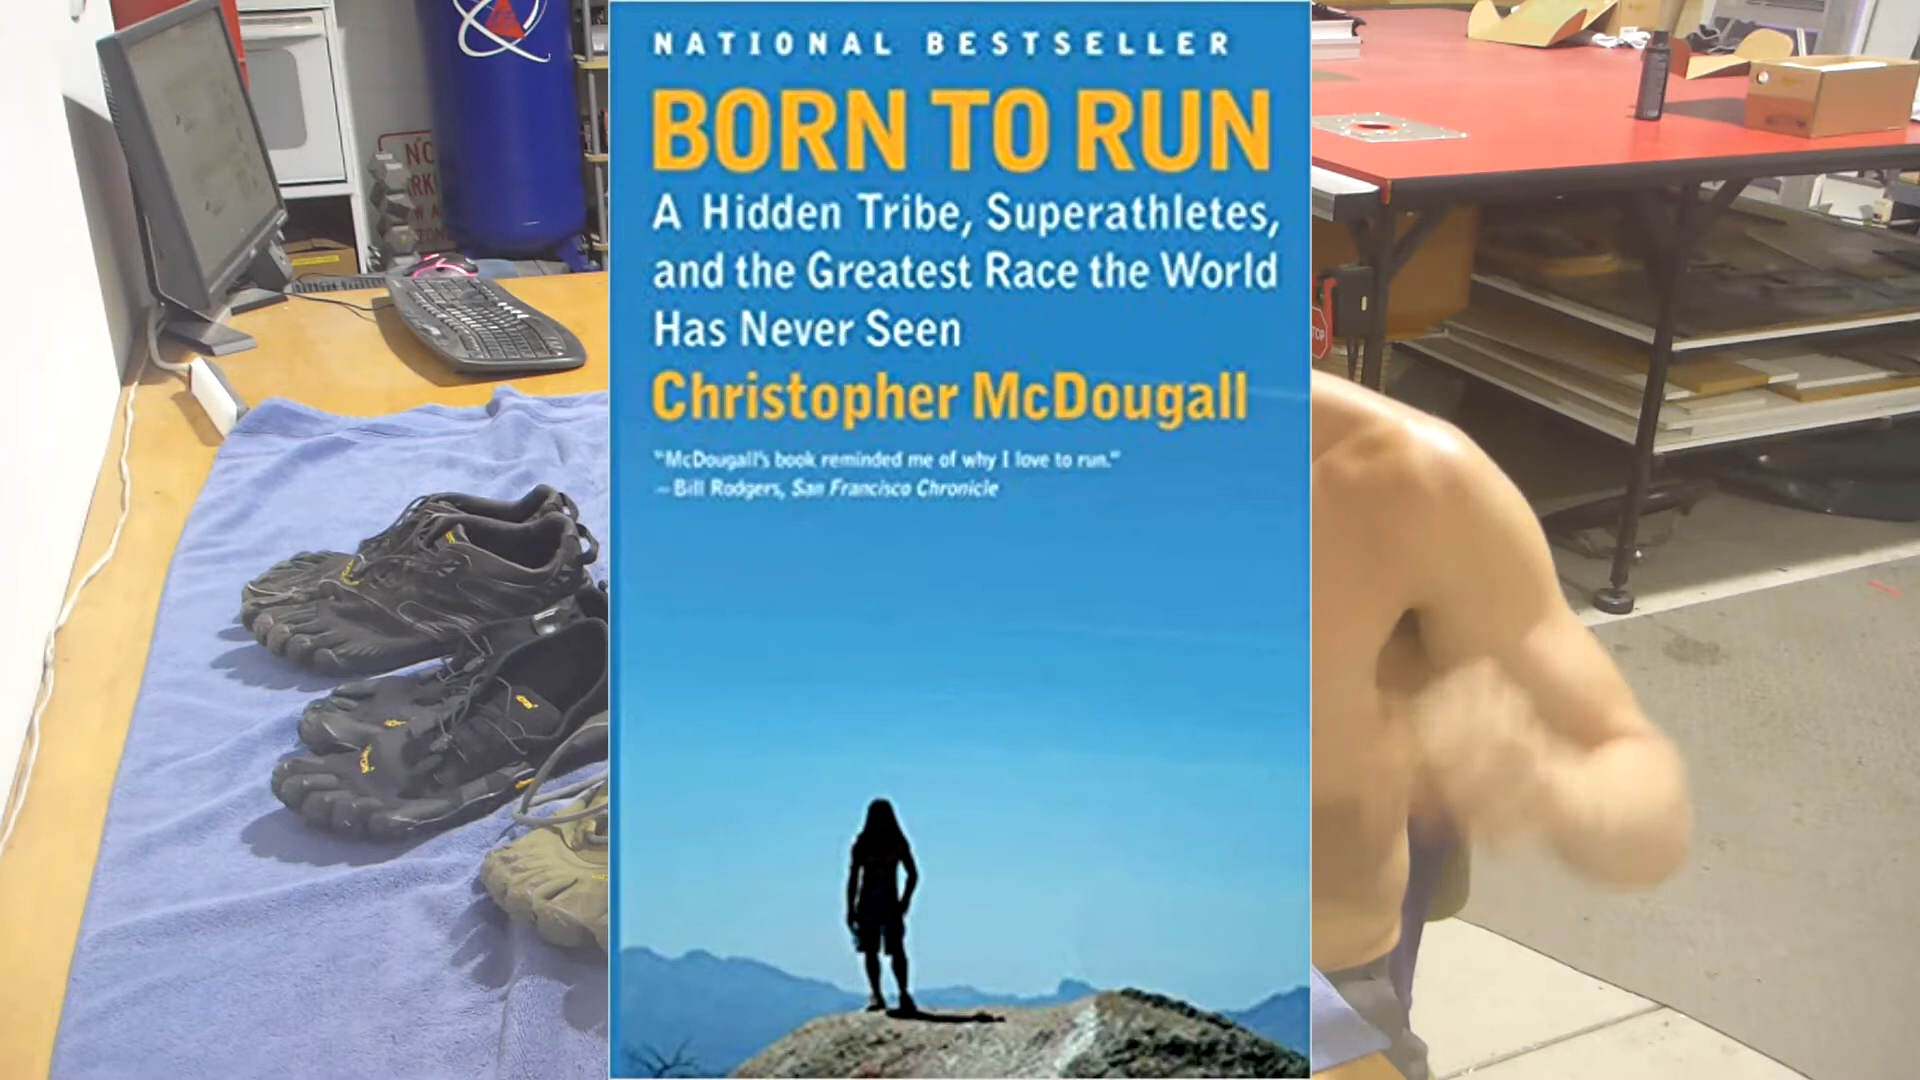 NATIONAL BESTSELLER
BORN TO RUN
A Hidden Tribe, Superathletes,
and the Greatest Race the World
Has Never Seen
Christopher McDougall
"McDougall's book reminded me of why I love to run."
—Bill Rodgers, San Francisco Chronicle